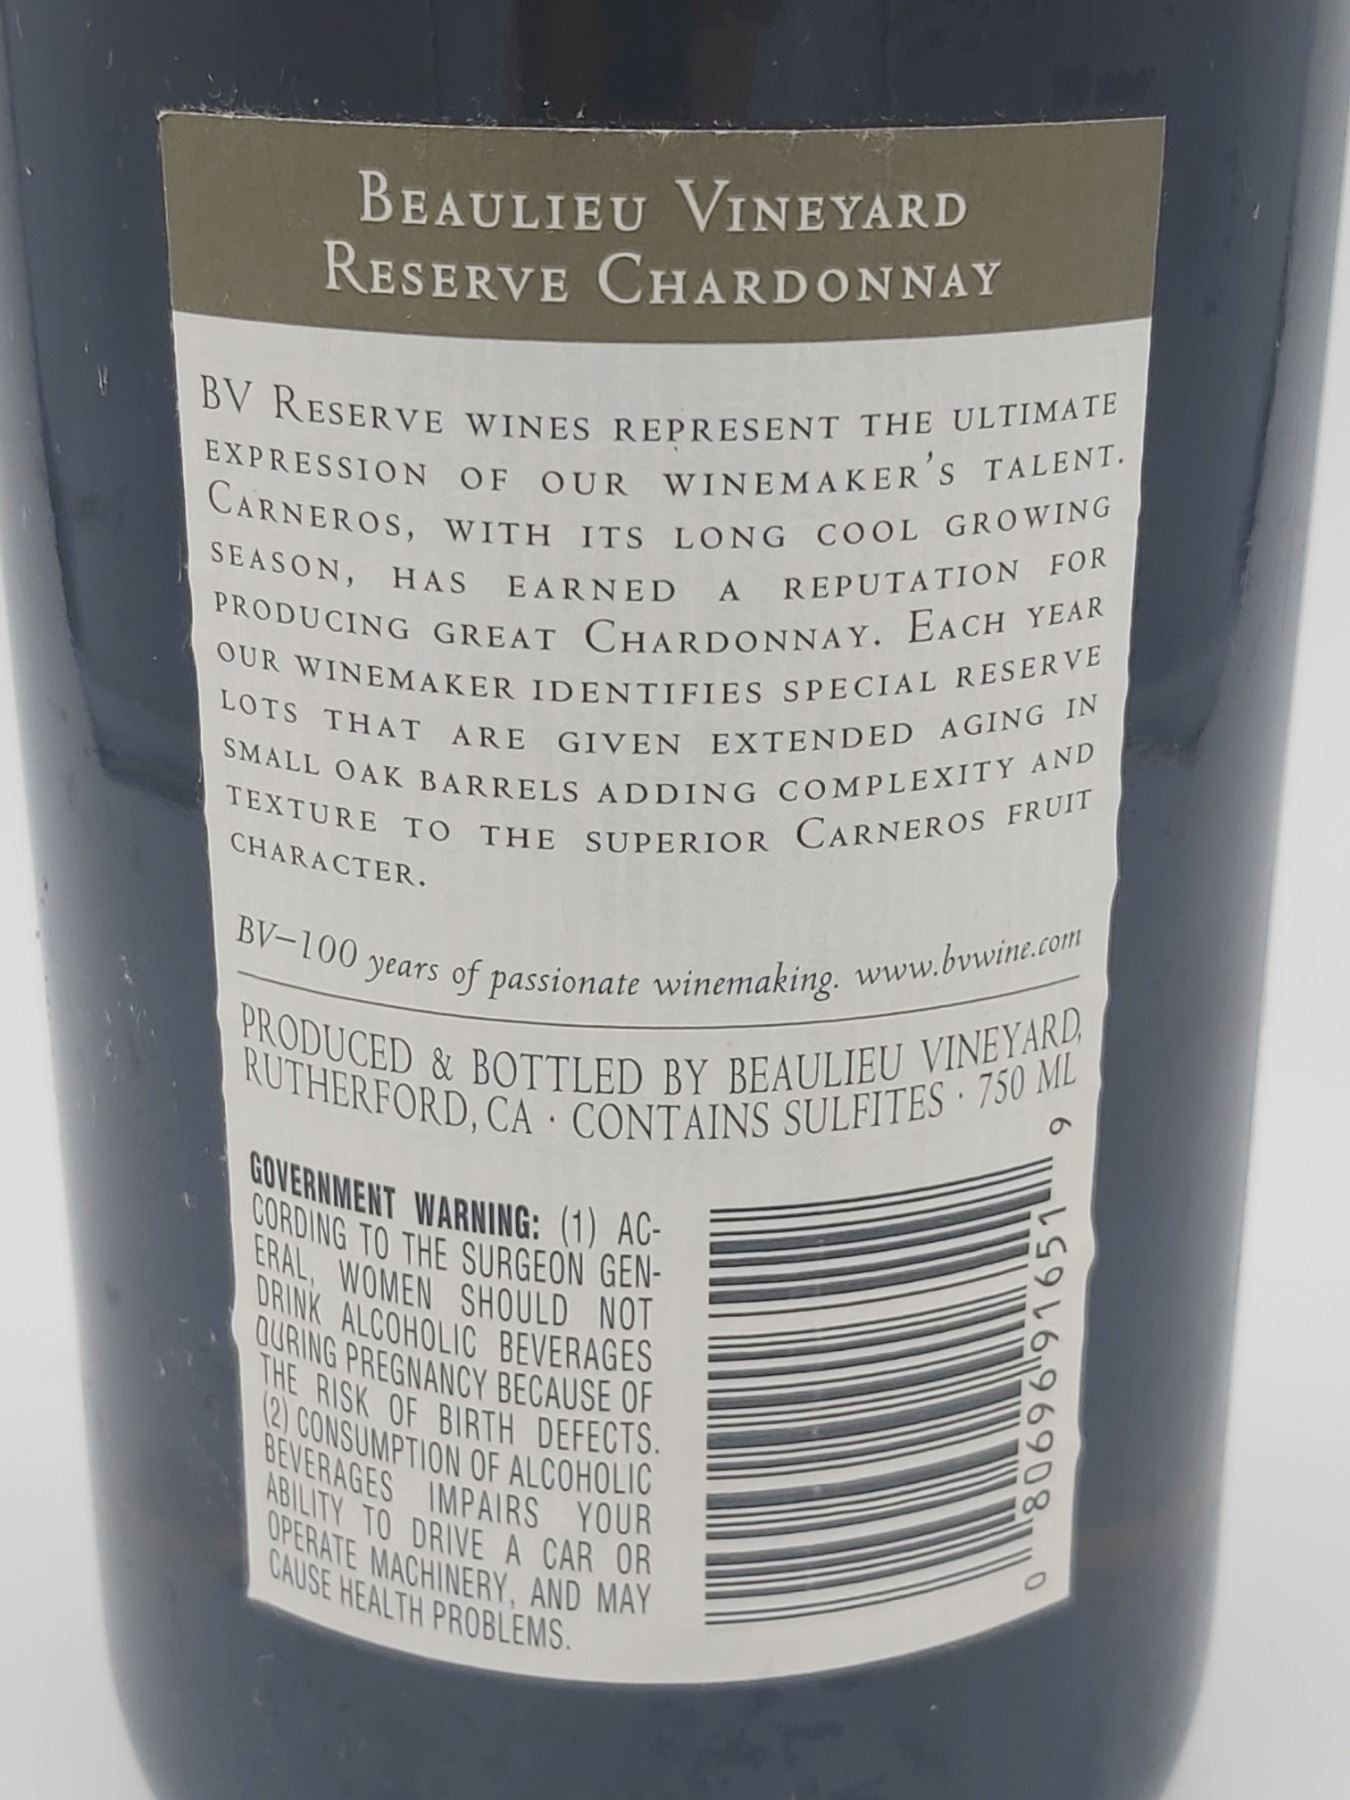 BEAULIEU VINEYARD
RESERVE CHARDONNAY
BV RESERVE WINES REPRESENT THE ULTIMATE
EXPRESSION OF OUR WINEMAKER'S TALENT.
CARNEROS, WITH ITS LONG COOL GROWING
SEASON, HAS EARNED A REPUTATION FOR
PRODUCING GREAT CHARDONNAY. EACH YEAR
OUR WINEMAKER IDENTIFIES SPECIAL RESERVE
LOTS THAT ARE GIVEN EXTENDED AGING IN
SMALL OAK BARRELS ADDING COMPLEXITY AND
TEXTURE TO THE SUPERIOR CARNEROS FRUIT
CHARACTER.
BV–100 years of passionate winemaking. www.bvwine.com
PRODUCED & BOTTLED BY BEAULIEU VINEYARD,
RUTHERFORD, CA · CONTAINS SULFITES · 750 ML
GOVERNMENT WARNING: (1) AC-
CORDING TO THE SURGEON GEN-
ERAL, WOMEN SHOULD NOT
DRINK ALCOHOLIC BEVERAGES
DURING PREGNANCY BECAUSE OF
THE RISK OF BIRTH DEFECTS.
(2) CONSUMPTION OF ALCOHOLIC
BEVERAGES IMPAIRS YOUR
ABILITY TO DRIVE A CAR OR
OPERATE MACHINERY, AND MAY
CAUSE HEALTH PROBLEMS.
0 80696 91651 9